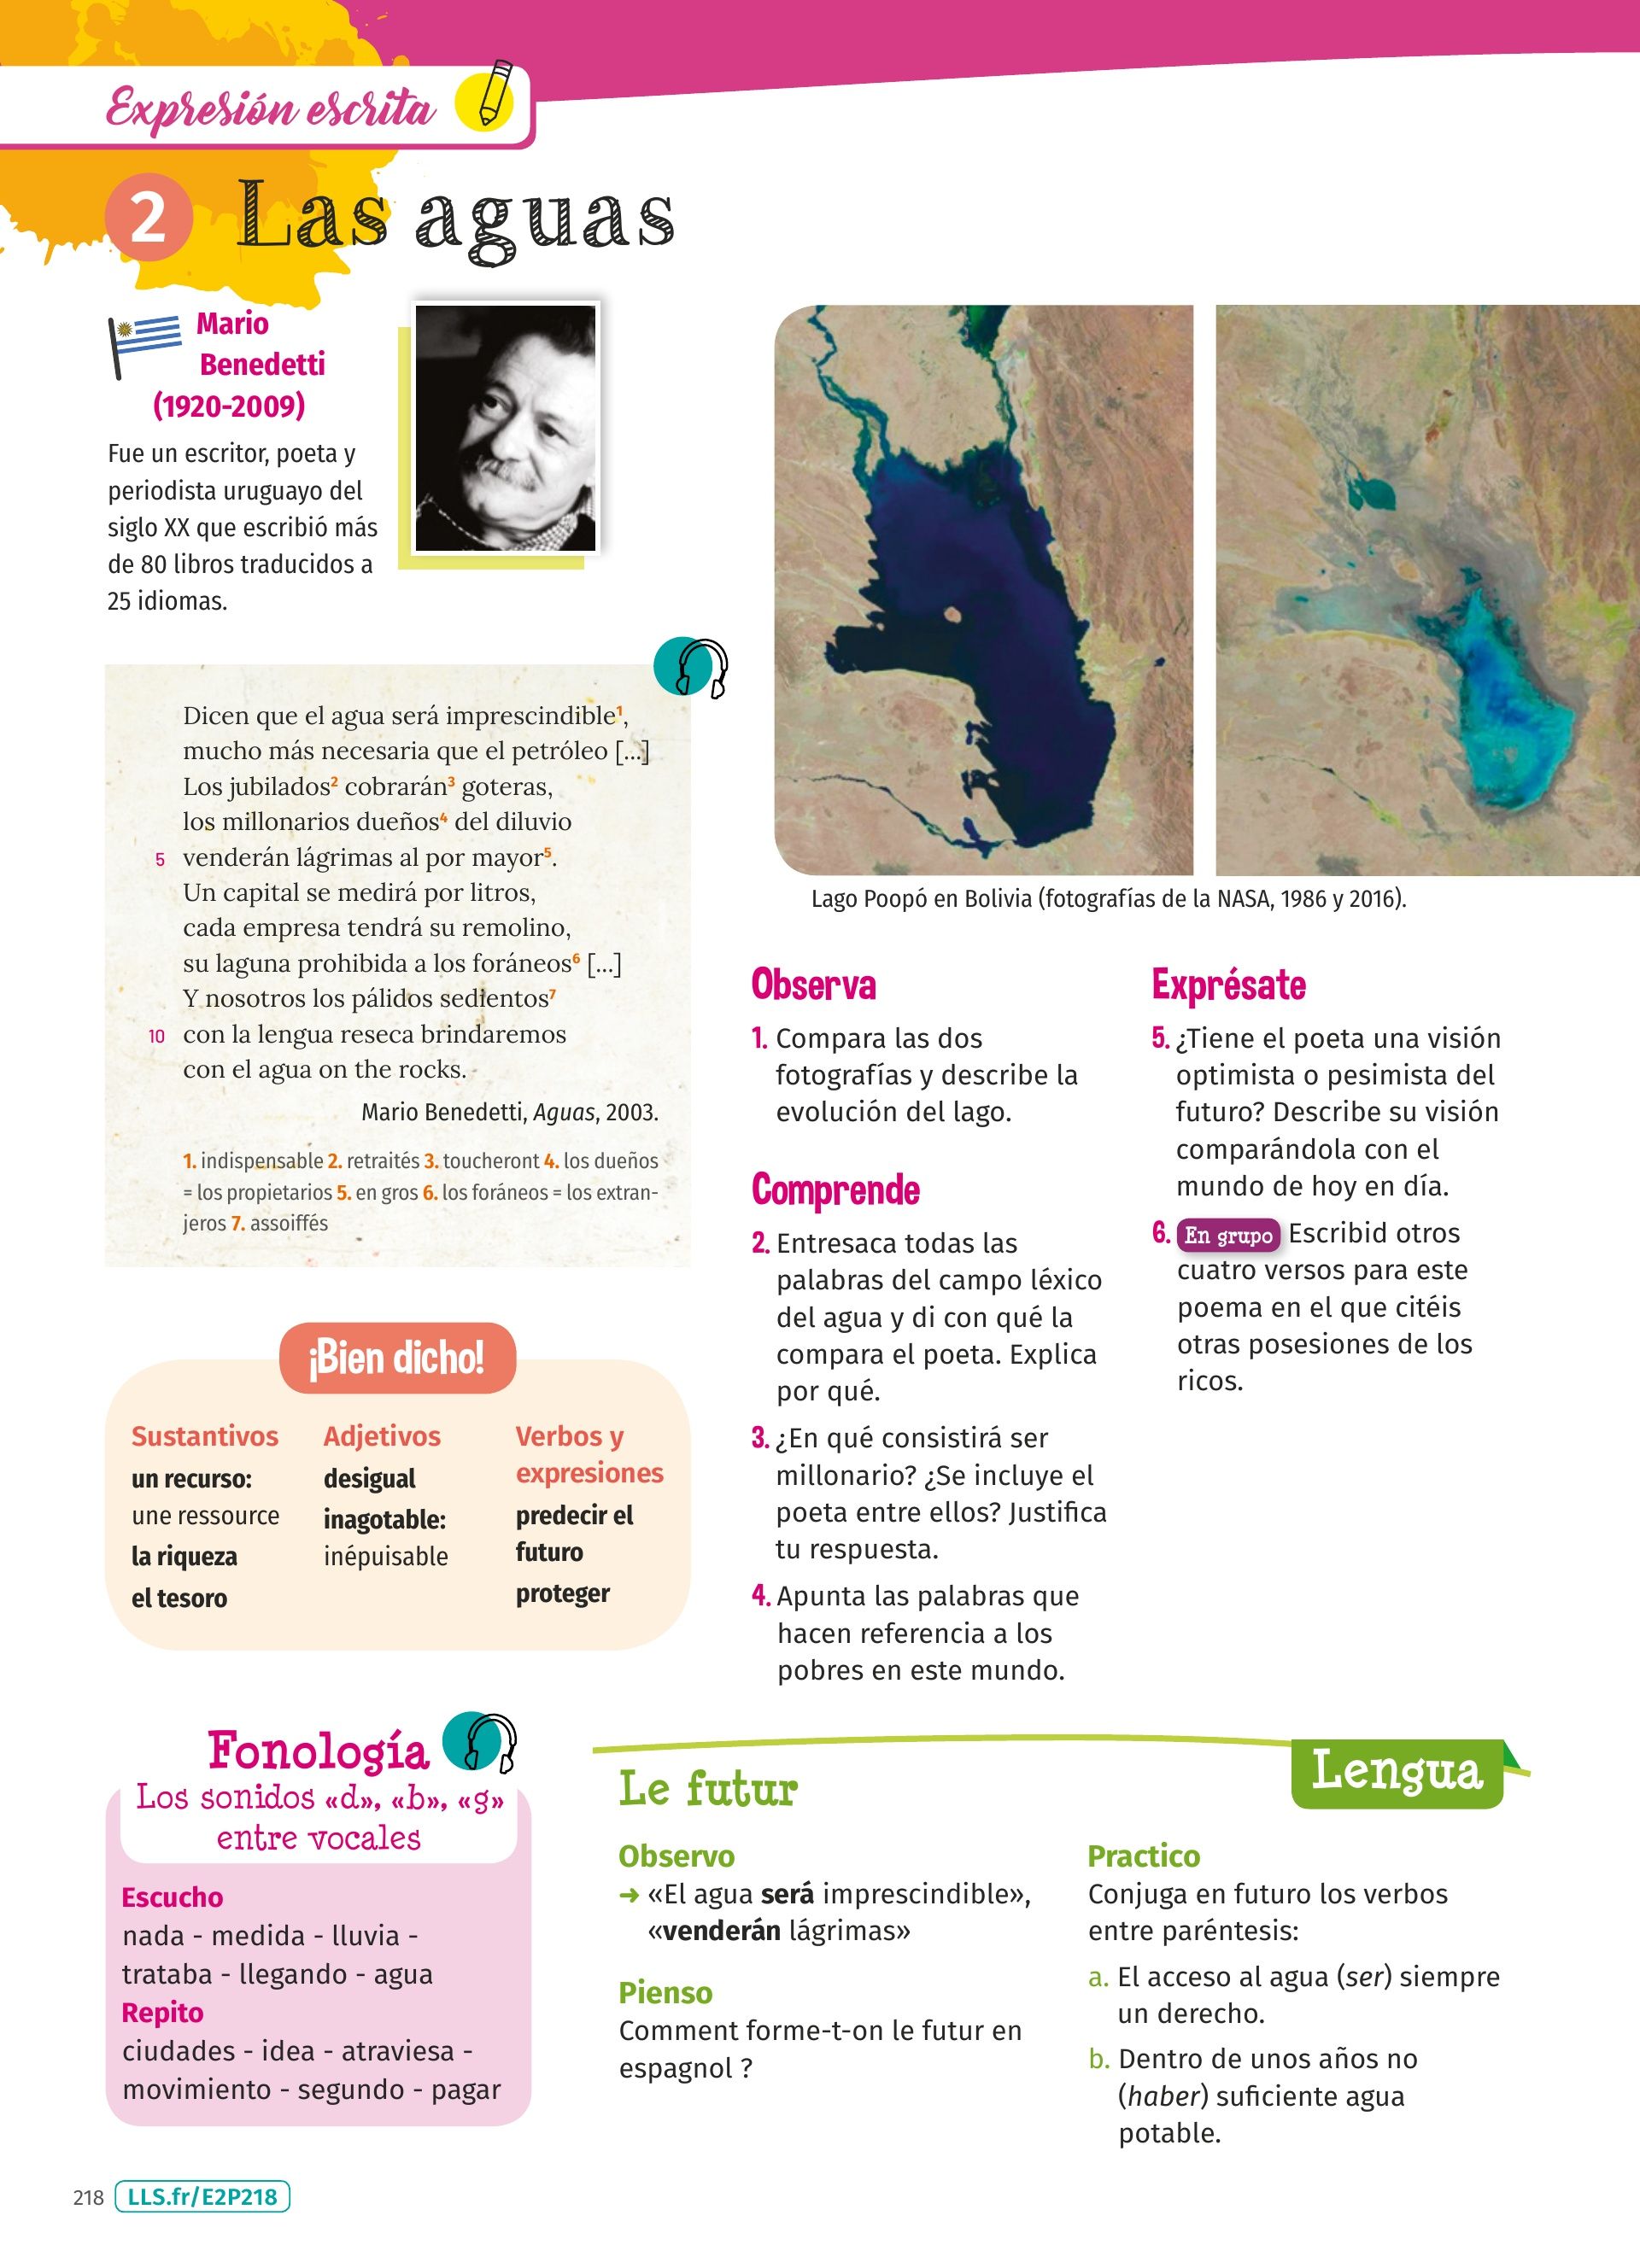 Expresión escrita
2 Las aguas
Mario
Benedetti
(1920-2009)
Fue un escritor, poeta y
periodista uruguayo del
siglo XX que escribió más
de 80 libros traducidos a
25 idiomas.
Dicen que el agua será imprescindible¹,
mucho más necesaria que el petróleo [...]
Los jubilados² cobrarán³ goteras,
los millonarios dueños⁴ del diluvio
5 venderán lágrimas al por mayor⁵.
Un capital se medirá por litros,
cada empresa tendrá su remolino,
su laguna prohibida a los foráneos⁶ [...]
Y nosotros los pálidos sedientos⁷
10 con la lengua reseca brindaremos
con el agua on the rocks.
Mario Benedetti, Aguas, 2003.
1. indispensable 2. retraités 3. toucheront 4. los dueños
= los propietarios 5. en gros 6. los foráneos = los extran-
jeros 7. assoiffés
Lago Poopó en Bolivia (fotografías de la NASA, 1986 y 2016).
Observa
1. Compara las dos
fotografías y describe la
evolución del lago.
Comprende
2. Entresaca todas las
palabras del campo léxico
del agua y di con qué la
compara el poeta. Explica
por qué.
3. ¿En qué consistirá ser
millonario? ¿Se incluye el
poeta entre ellos? Justifica
tu respuesta.
4. Apunta las palabras que
hacen referencia a los
pobres en este mundo.
Exprésate
5. ¿Tiene el poeta una visión
optimista o pesimista del
futuro? Describe su visión
comparándola con el
mundo de hoy en día.
6. En grupo Escribid otros
cuatro versos para este
poema en el que citéis
otras posesiones de los
ricos.
¡Bien dicho!
Sustantivos
un recurso:
une ressource
la riqueza
el tesoro
Adjetivos
desigual
inagotable:
inépuisable
Verbos y
expresiones
predecir el
futuro
proteger
Fonología
Los sonidos «d», «b», «g»
entre vocales
Escucho
nada - medida - lluvia -
trataba - llegando - agua
Repito
ciudades - idea - atraviesa -
movimiento - segundo - pagar
Lengua
Le futur
Observo
➜ «El agua será imprescindible»,
«venderán lágrimas»
Pienso
Comment forme-t-on le futur en
espagnol ?
Practico
Conjuga en futuro los verbos
entre paréntesis:
a. El acceso al agua (ser) siempre
un derecho.
b. Dentro de unos años no
(haber) suficiente agua
potable.
218 LLS.fr/E2P218